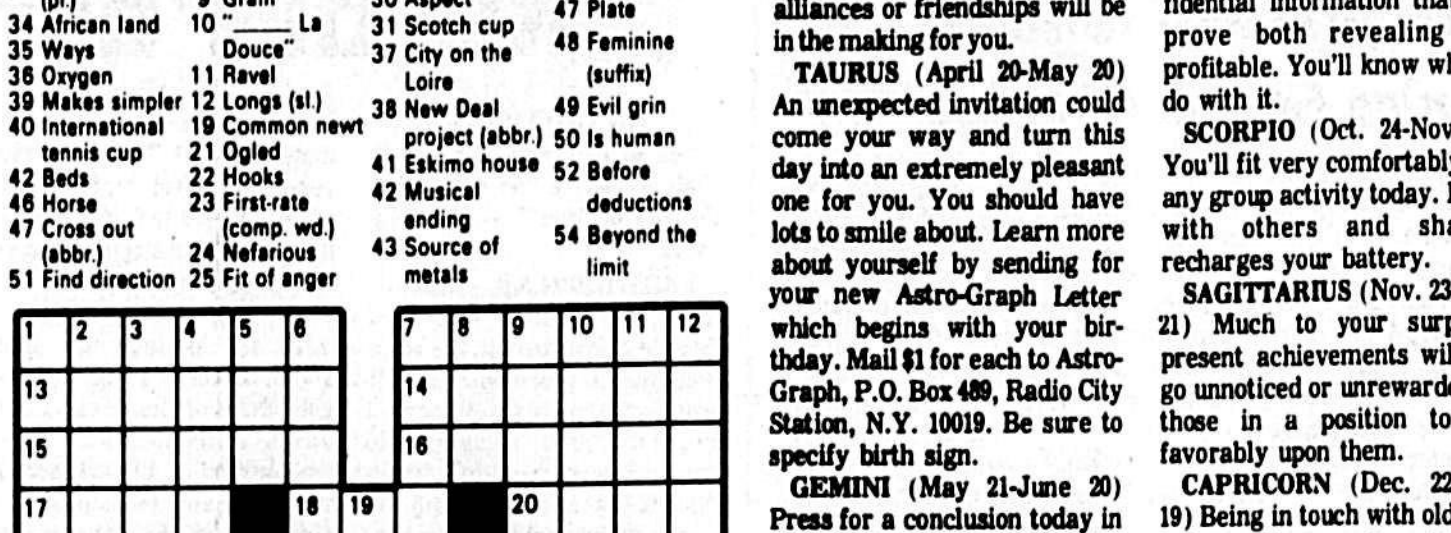 (pl.)
34 African land
35 Ways
36 Oxygen
39 Makes simpler
40 International
tennis cup
42 Beds
46 Horse
47 Cross out
(abbr.)
51 Find direction
9 Grain
10 "_____ La
Douce"
11 Ravel
12 Longs (sl.)
19 Common newt
21 Ogled
22 Hooks
23 First-rate
(comp. wd.)
24 Nefarious
25 Fit of anger
30 Aspect
31 Scotch cup
37 City on the
Loire
38 New Deal
project (abbr.)
41 Eskimo house
42 Musical
ending
43 Source of
metals
47 Plate
48 Feminine
(suffix)
49 Evil grin
50 Is human
52 Before
deductions
54 Beyond the
limit
1 2 3 4 5 6 7 8 9 10 11 12
13 14
15 16
17 18 19 20
alliances or friendships will be
in the making for you.
TAURUS (April 20-May 20)
An unexpected invitation could
come your way and turn this
day into an extremely pleasant
one for you. You should have
lots to smile about. Learn more
about yourself by sending for
your new Astro-Graph Letter
which begins with your bir-
thday. Mail $1 for each to Astro-
Graph, P.O. Box 489, Radio City
Station, N.Y. 10019. Be sure to
specify birth sign.
GEMINI (May 21-June 20)
Press for a conclusion today in
fidential information tha
prove both revealing
profitable. You'll know wh
do with it.
SCORPIO (Oct. 24-Nov
You'll fit very comfortably
any group activity today.
with others and sha
recharges your battery.
SAGITTARIUS (Nov. 23
21) Much to your surp
present achievements wil
go unnoticed or unrewarde
those in a position to
favorably upon them.
CAPRICORN (Dec. 22
19) Being in touch with old